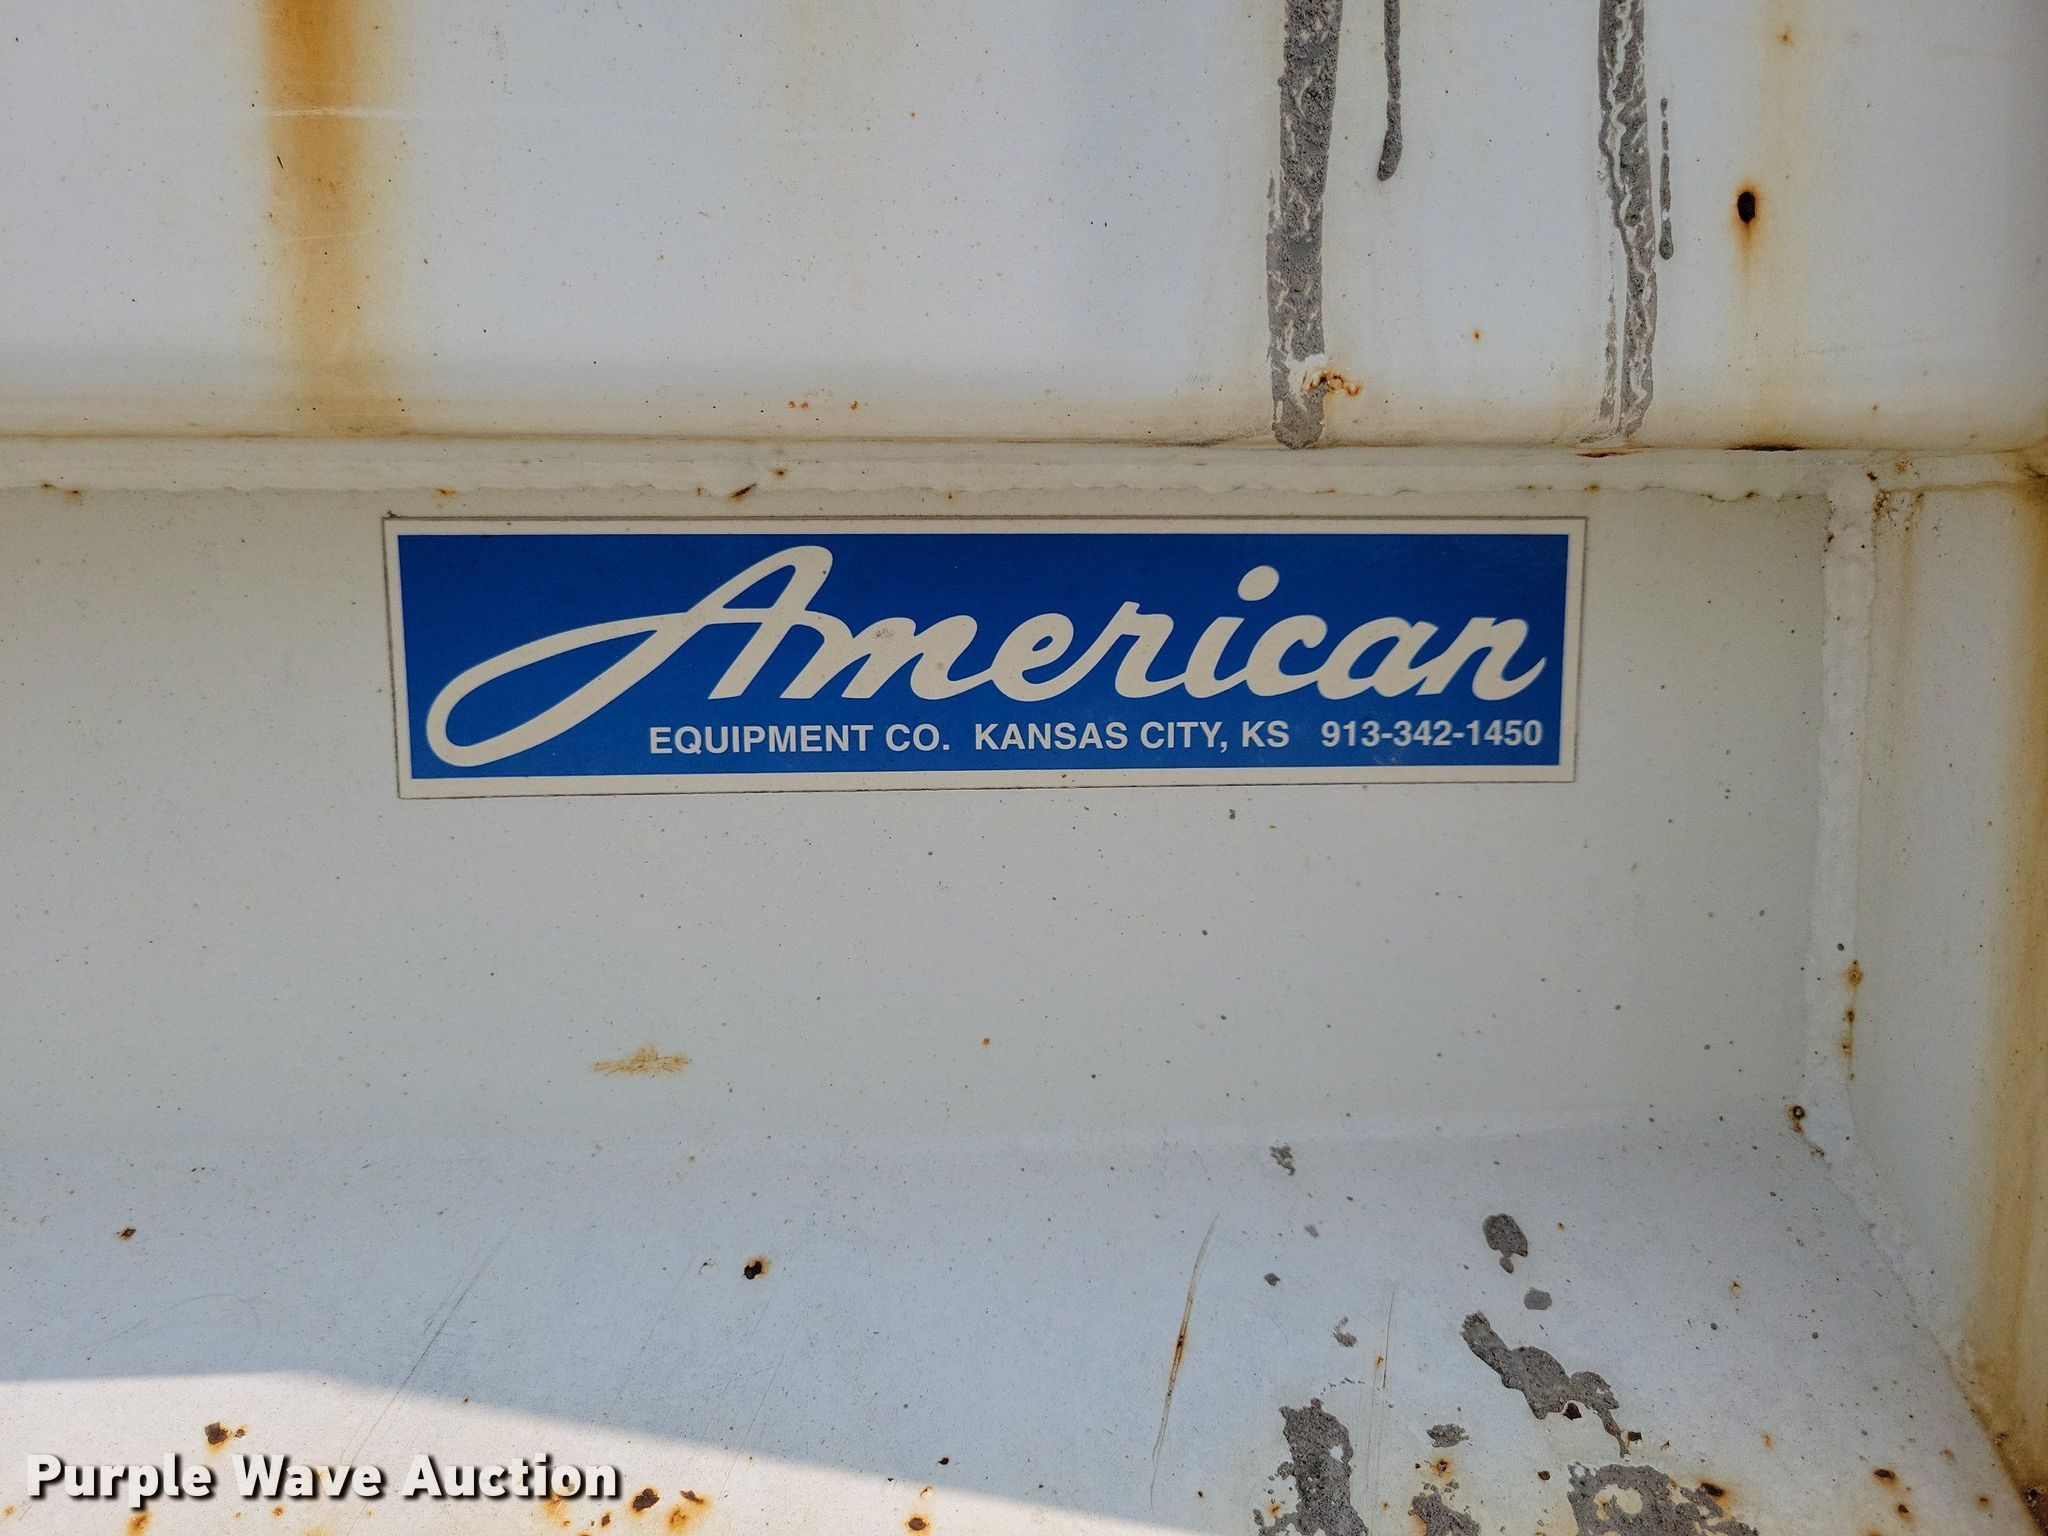 American
EQUIPMENT CO. KANSAS CITY, KS 913-342-1450
Purple Wave Auction